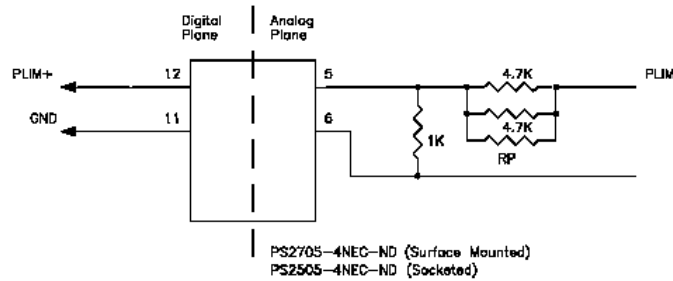 Digital Plane
Analog Plane
PLIM+
12
5
4.7K
PLIM
GND
11
6
1K
4.7K
RP
PS2705-4NEC-ND (Surface Mounted)
PS2505-4NEC-ND (Socketed)